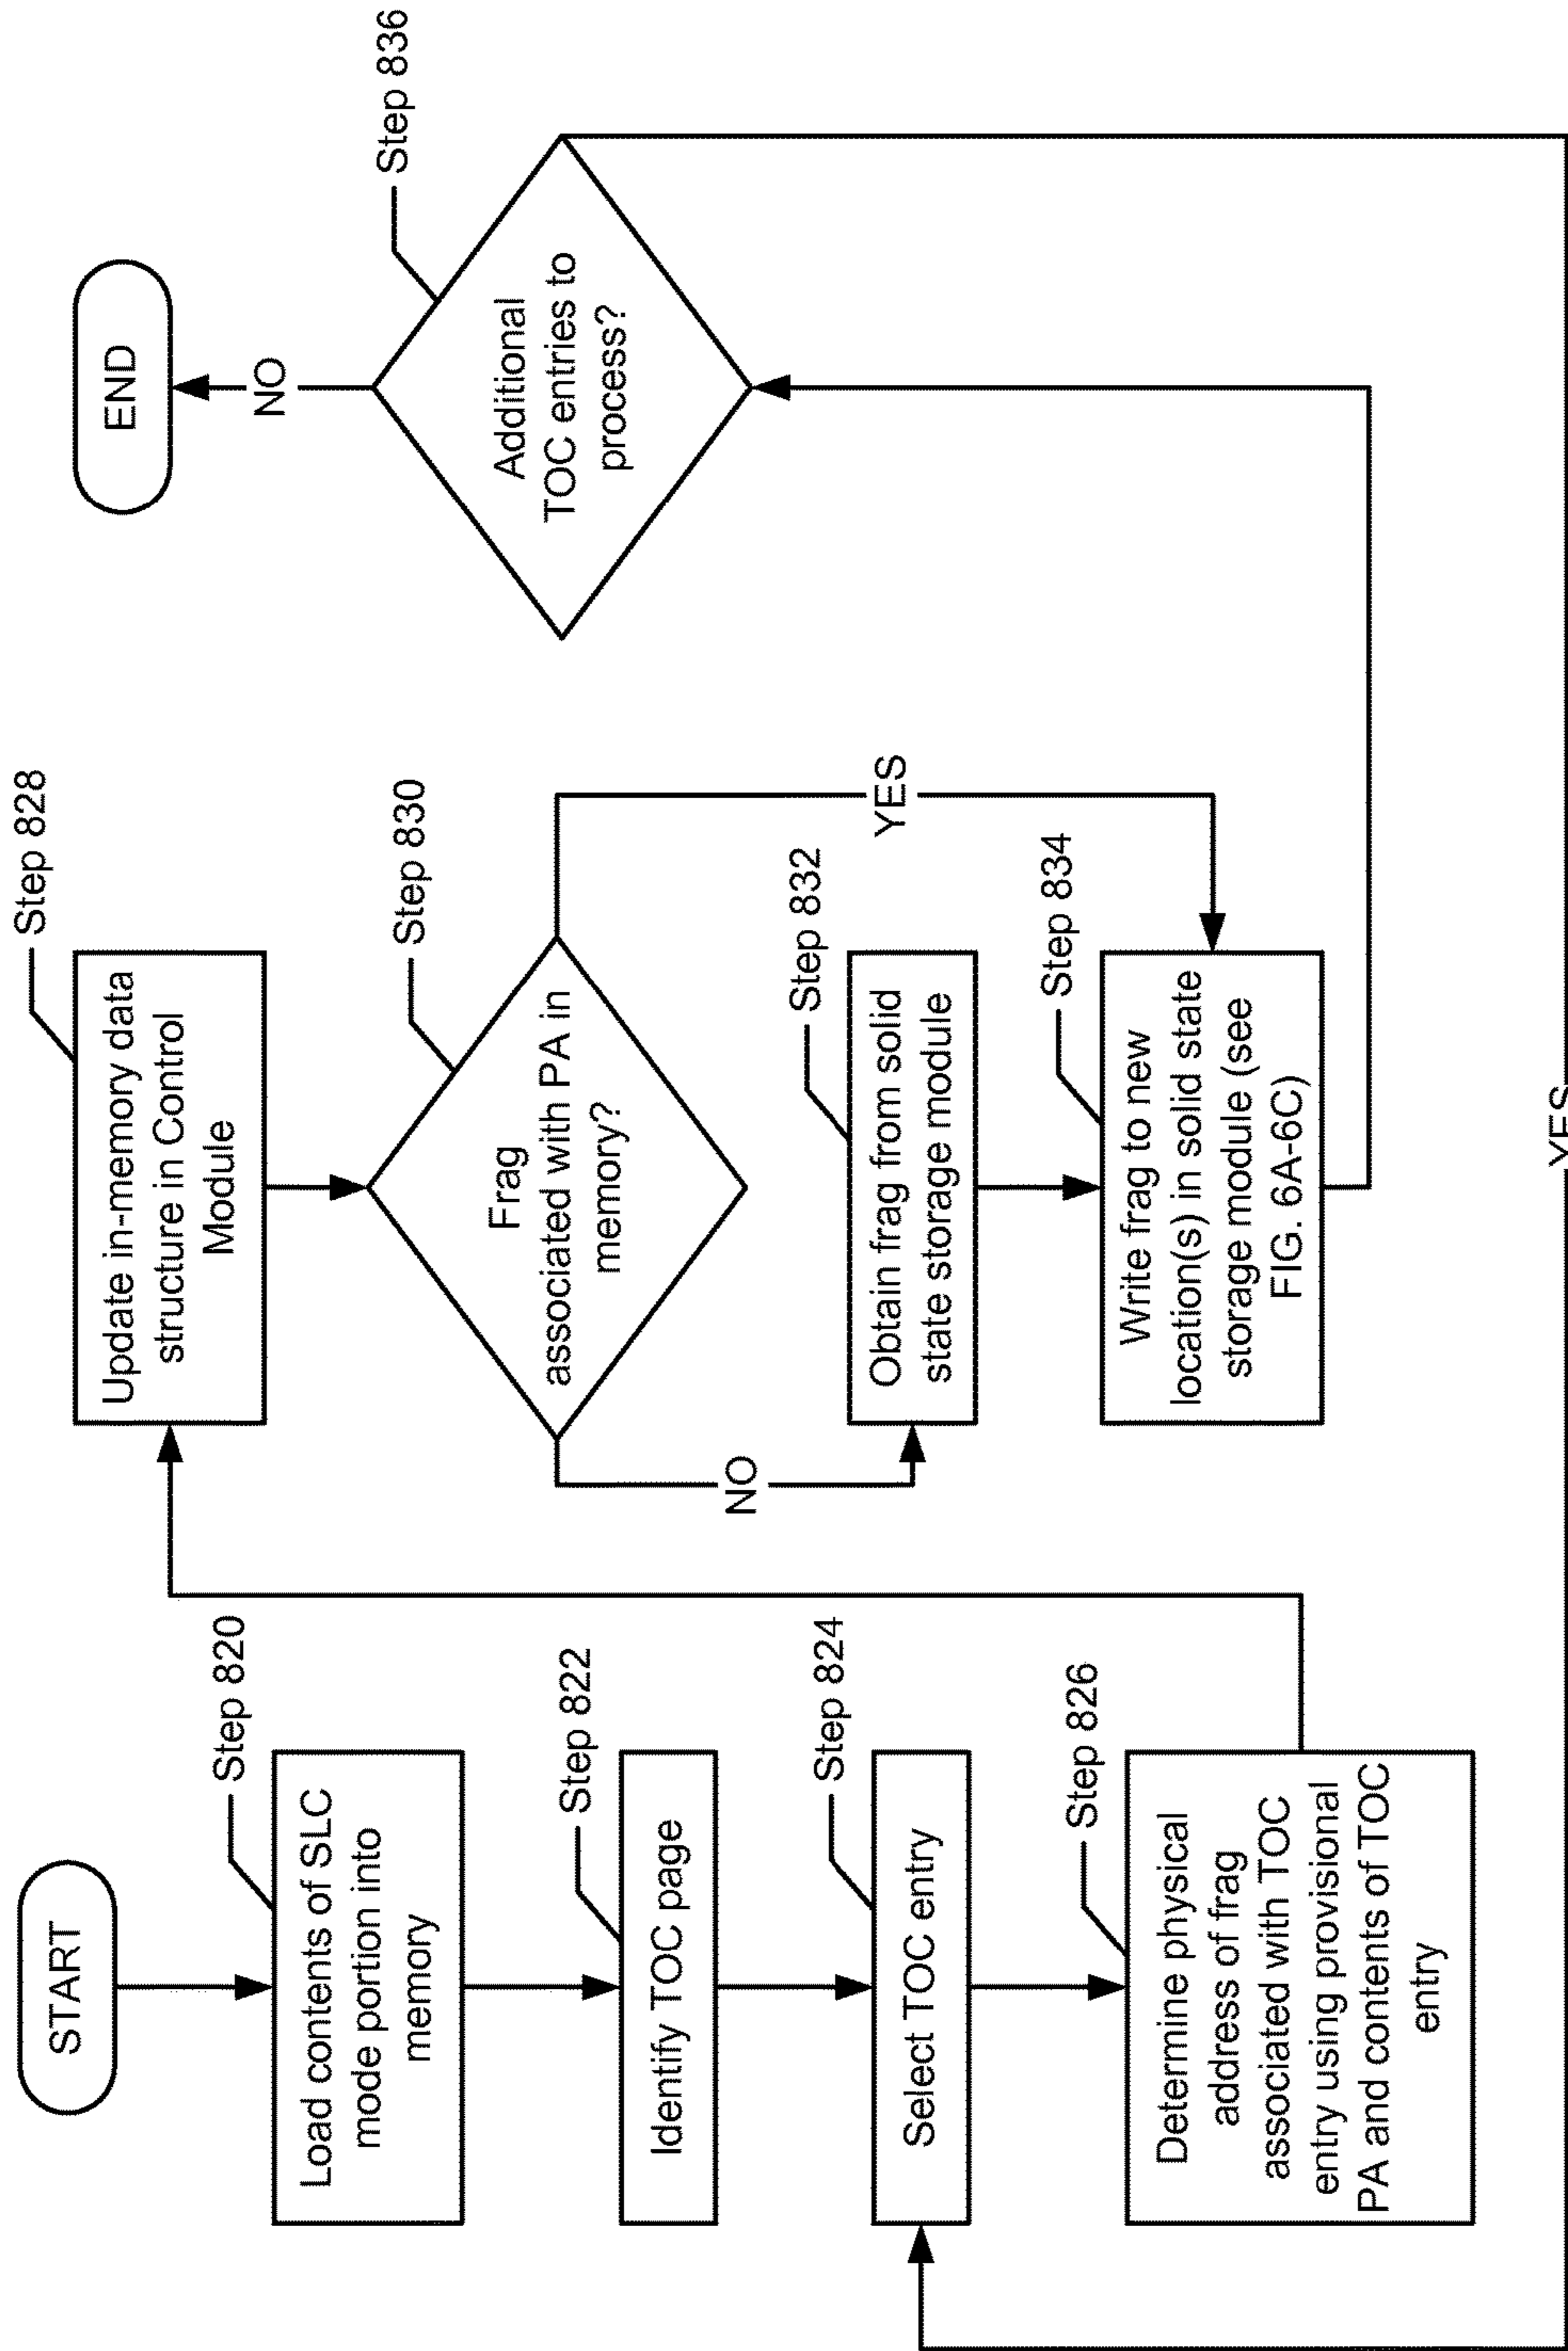 START
Step 820
Load contents of SLC
mode portion into
memory
Step 822
Identify TOC page
Step 824
Select TOC entry
Step 826
Determine physical
address of frag
associated with TOC
entry using provisional
PA and contents of TOC
entry
Step 828
Update in-memory data
structure in Control
Module
Step 830
Frag
associated with PA in
memory?
NO
YES
Step 832
Obtain frag from solid
state storage module
Step 834
Write frag to new
location(s) in solid state
storage module (see
FIG. 6A-6C)
Step 836
Additional
TOC entries to
process?
NO
END
YES